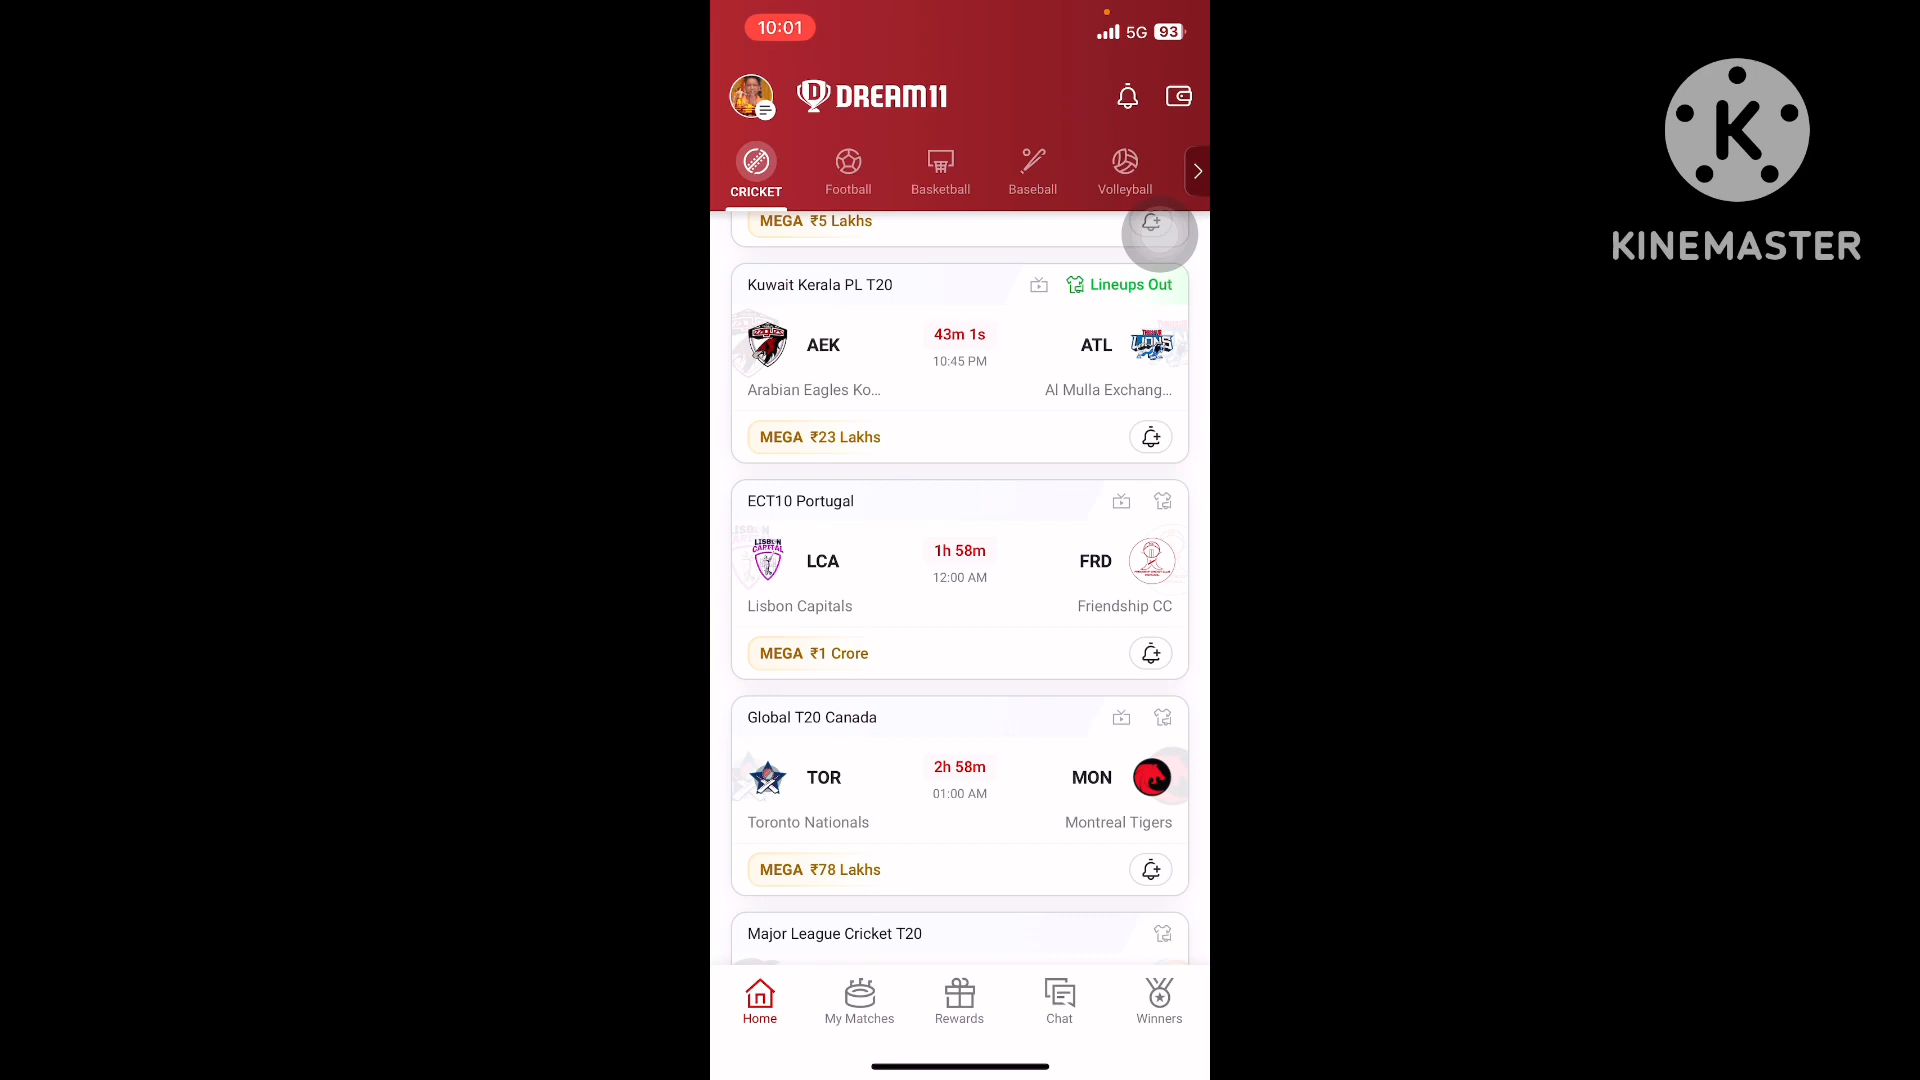 10:01
5G 93
DREAM11
CRICKET Football Basketball Baseball Volleyball
MEGA ₹5 Lakhs
Kuwait Kerala PL T20 Lineups Out
AEK 43m 1s ATL
10:45 PM
Arabian Eagles Ko... Al Mulla Exchang...
MEGA ₹23 Lakhs
ECT10 Portugal
LISBON CAPITAL
LCA 1h 58m FRD
12:00 AM
Lisbon Capitals Friendship CC
MEGA ₹1 Crore
Global T20 Canada
TOR 2h 58m MON
01:00 AM
Toronto Nationals Montreal Tigers
MEGA ₹78 Lakhs
Major League Cricket T20
Home My Matches Rewards Chat Winners
K
KINEMASTER